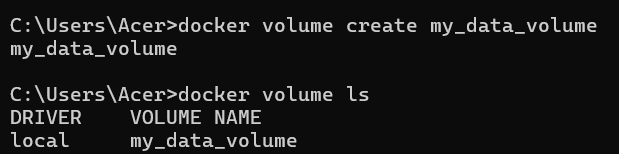 C:\Users\Acer>docker volume create my_data_volume
my_data_volume
C:\Users\Acer>docker volume ls
DRIVER    VOLUME NAME
local     my_data_volume